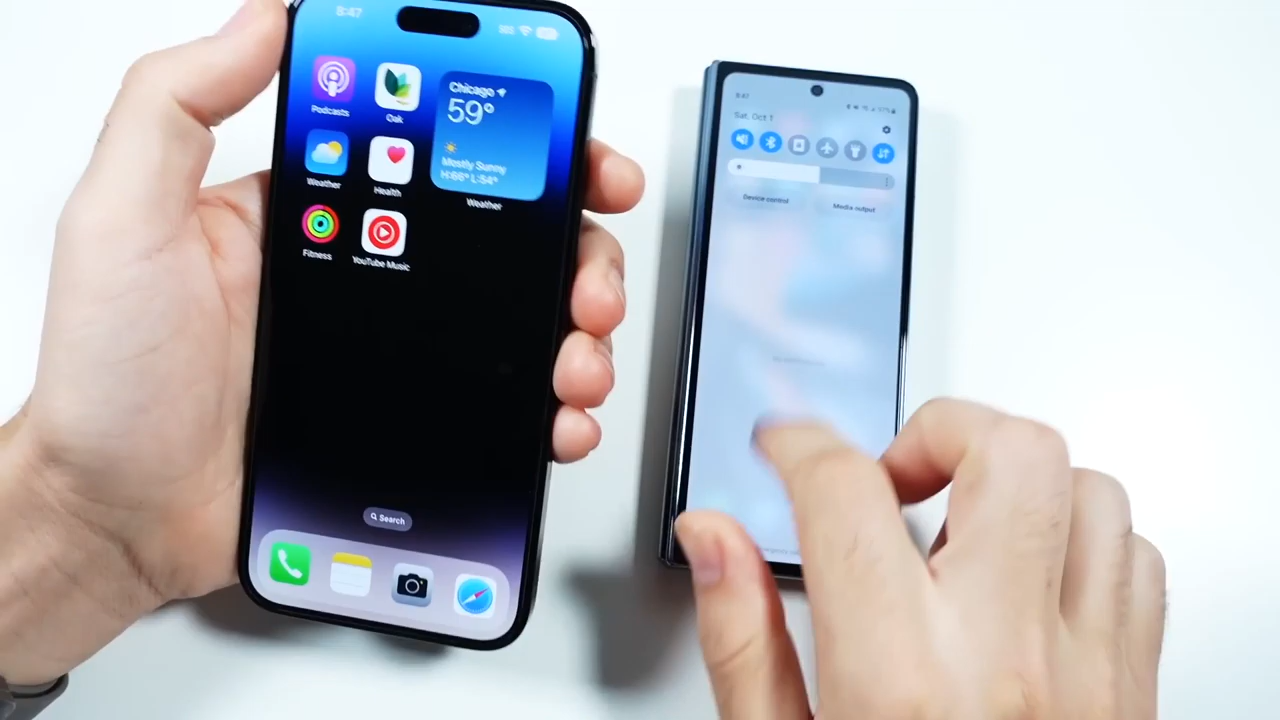 8:47
SOS
Podcasts
Oak
Chicago
59°
Mostly Sunny
H:66° L:54°
Weather
Weather
Health
Fitness
YouTube Music
Search
8:47
Sat, Oct 1
Device control
Media output